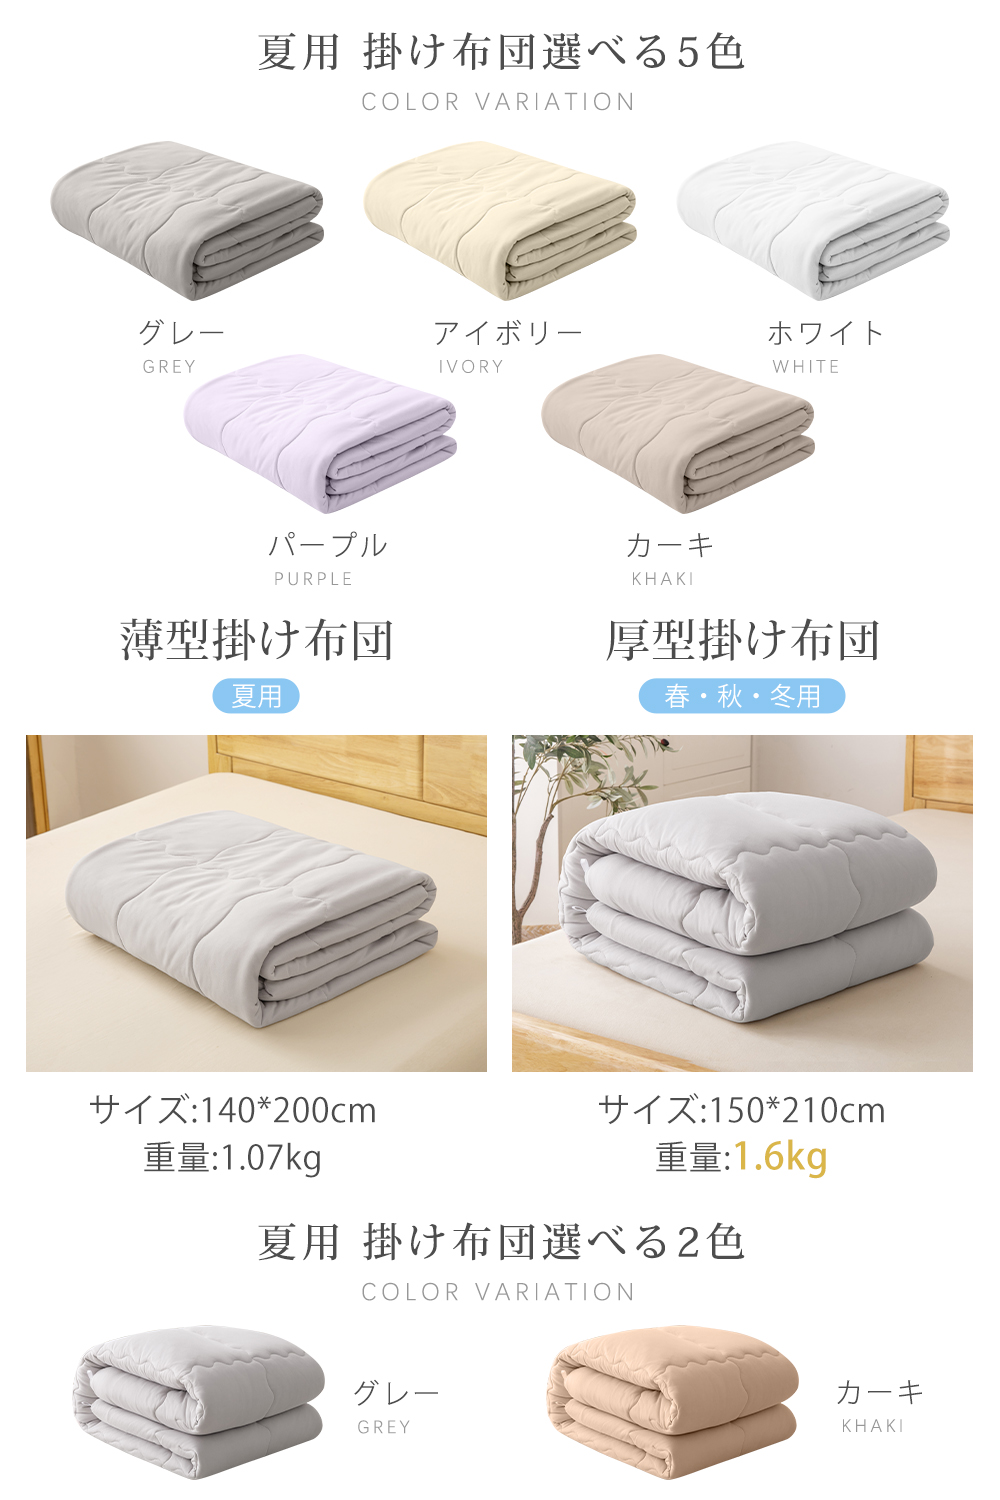 夏用 掛け布団選べる5色
COLOR VARIATION
グレー
GREY
アイボリー
IVORY
ホワイト
WHITE
パープル
PURPLE
カーキ
KHAKI
薄型掛け布団
夏用
サイズ:140*200cm
重量:1.07kg
厚型掛け布団
春・秋・冬用
サイズ:150*210cm
重量:1.6kg
夏用 掛け布団選べる2色
COLOR VARIATION
グレー
GREY
カーキ
KHAKI